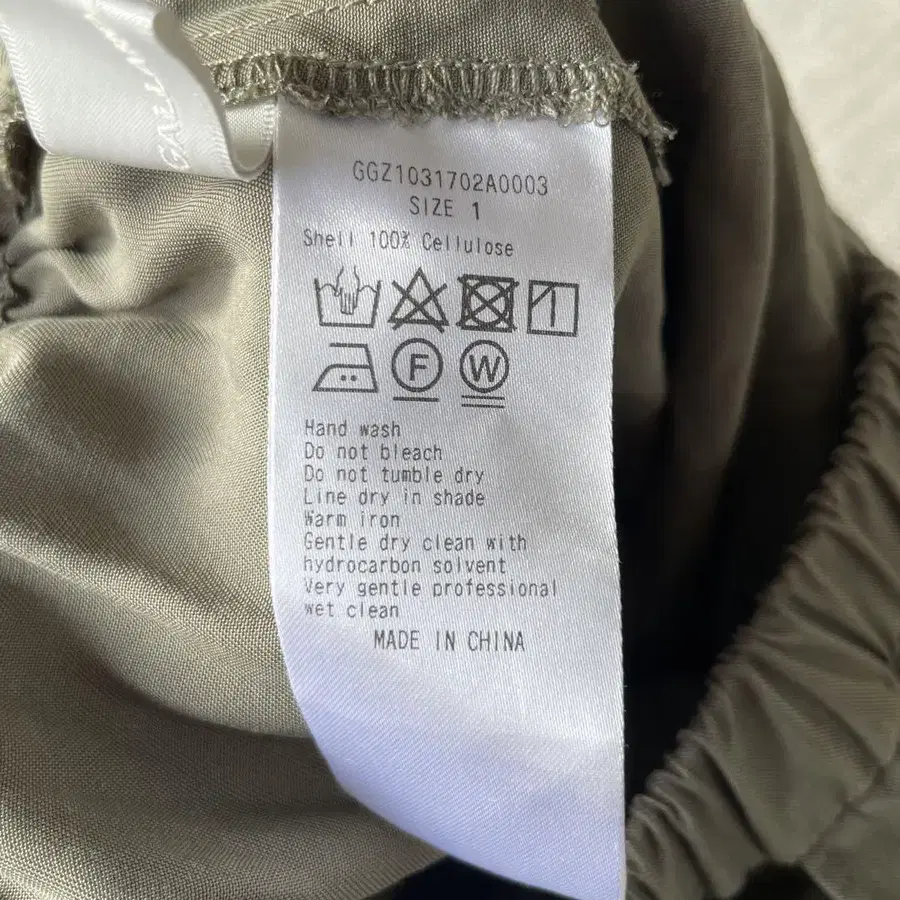 GGZ1031702A0003
SIZE 1
Shell 100% Cellulose
F W
Hand wash
Do not bleach
Do not tumble dry
Line dry in shade
Warm iron
Gentle dry clean with
hydrocarbon solvent
Very gentle professional
wet clean
MADE IN CHINA